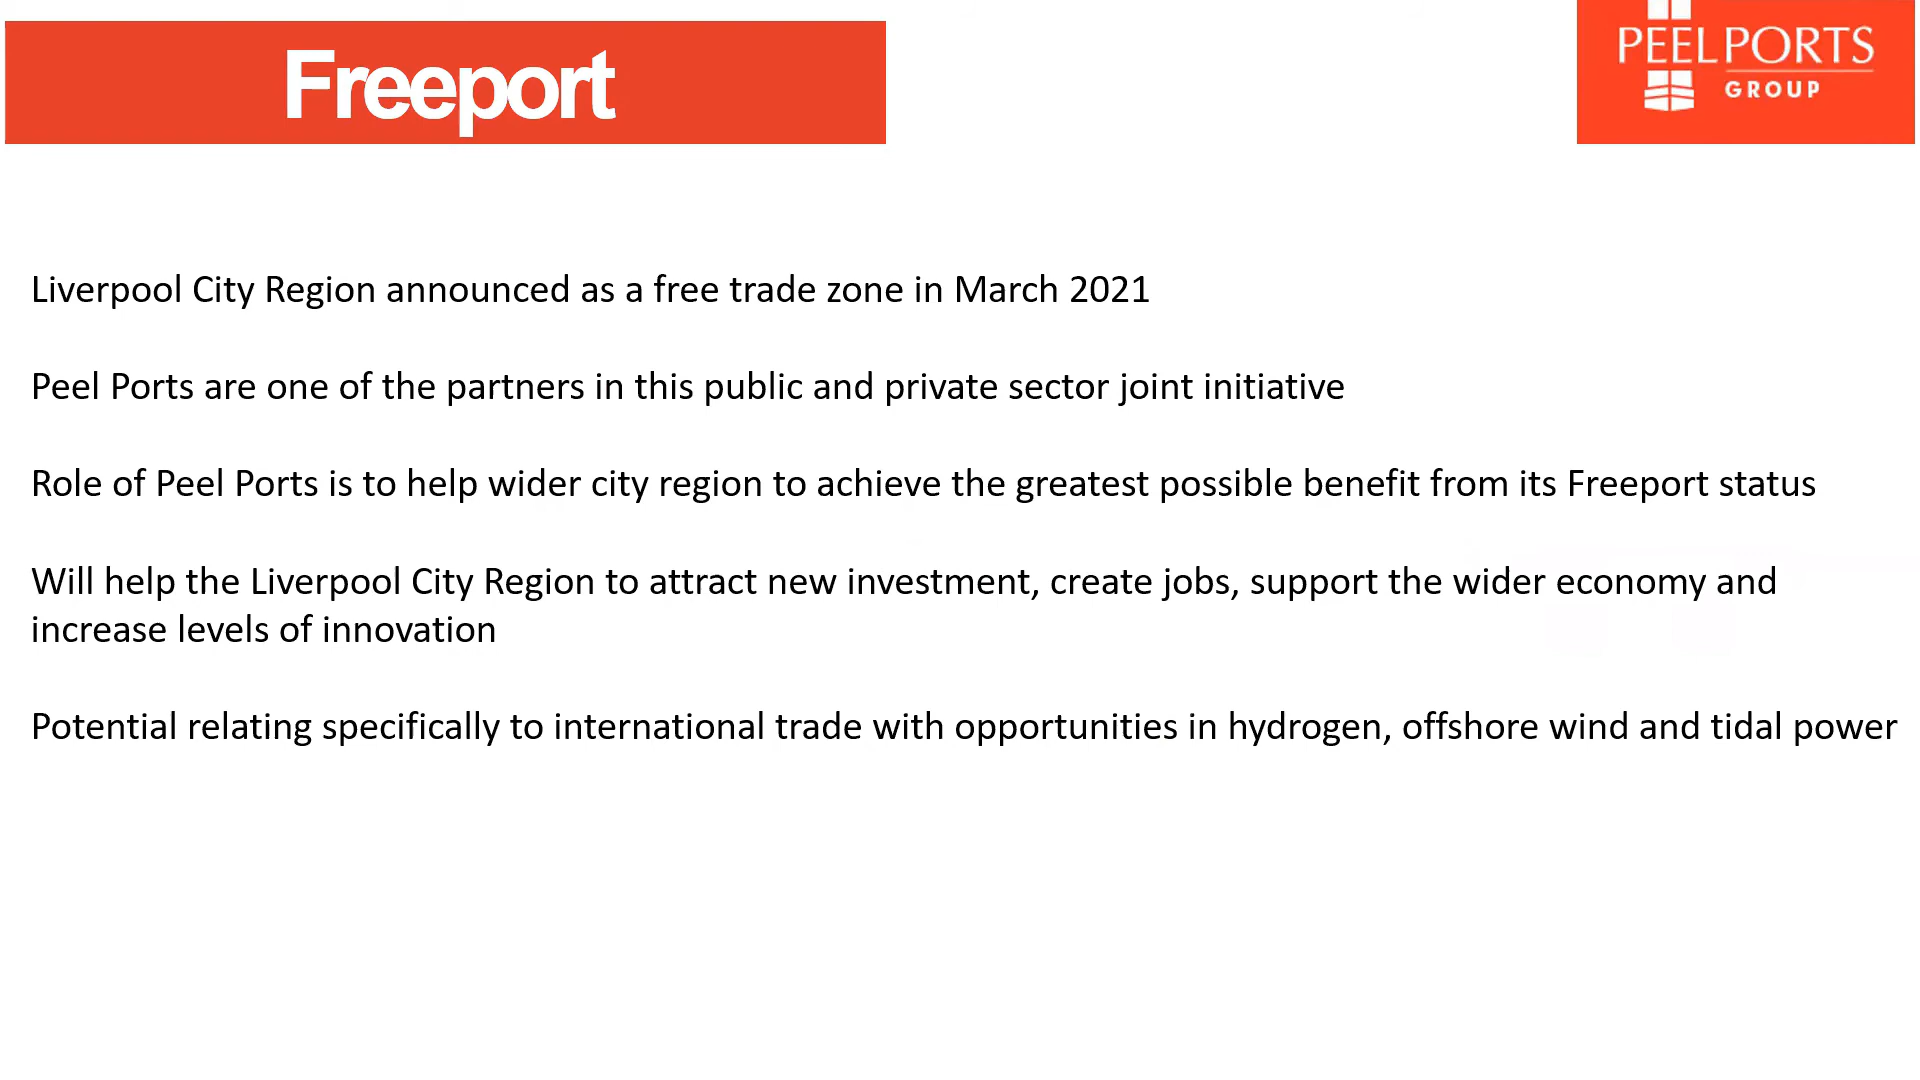 Freeport
PEEL PORTS
GROUP
Liverpool City Region announced as a free trade zone in March 2021
Peel Ports are one of the partners in this public and private sector joint initiative
Role of Peel Ports is to help wider city region to achieve the greatest possible benefit from its Freeport status
Will help the Liverpool City Region to attract new investment, create jobs, support the wider economy and
increase levels of innovation
Potential relating specifically to international trade with opportunities in hydrogen, offshore wind and tidal power